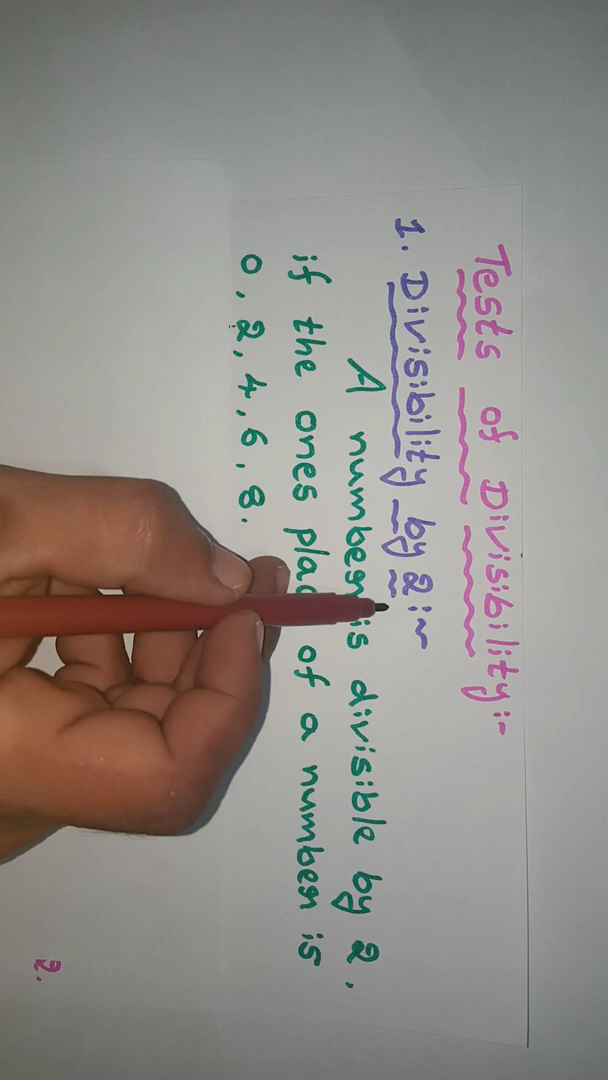 Tests of Divisibility:-
1. Divisibility by 2:~
A number is divisible by 2.
if the ones place of a number is
0, 2, 4, 6, 8.
2.